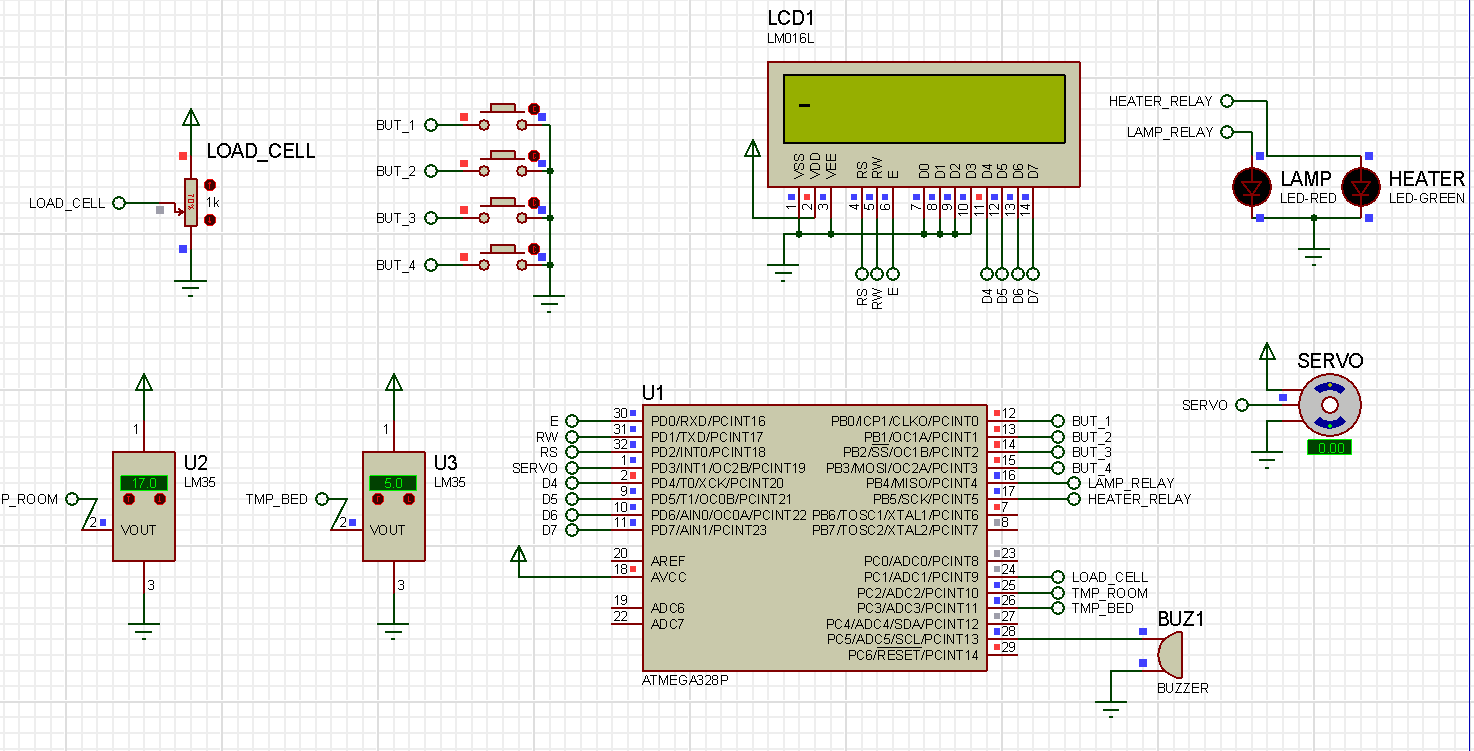 LCD1
LM016L
VSS
VDD
VEE
RS
RW
E
D0
D1
D2
D3
D4
D5
D6
D7
1
2
3
4
5
6
7
8
9
10
11
12
13
14
RS
RW
E
D4
D5
D6
D7
HEATER_RELAY
LAMP_RELAY
LAMP
LED-RED
HEATER
LED-GREEN
LOAD_CELL
LOAD_CELL
70%
1k
BUT_1
BUT_2
BUT_3
BUT_4
SERVO
SERVO
0.00
U2
LM35
1
17.0
P_ROOM
2
VOUT
3
U3
LM35
1
5.0
TMP_BED
2
VOUT
3
U1
E 30 PD0/RXD/PCINT16
RW 31 PD1/TXD/PCINT17
RS 32 PD2/INT0/PCINT18
SERVO 1 PD3/INT1/OC2B/PCINT19
D4 2 PD4/T0/XCK/PCINT20
D5 9 PD5/T1/OC0B/PCINT21
D6 10 PD6/AIN0/OC0A/PCINT22
D7 11 PD7/AIN1/PCINT23
20 AREF
18 AVCC
19 ADC6
22 ADC7
PB0/ICP1/CLKO/PCINT0 12 BUT_1
PB1/OC1A/PCINT1 13 BUT_2
PB2/SS/OC1B/PCINT2 14 BUT_3
PB3/MOSI/OC2A/PCINT3 15 BUT_4
PB4/MISO/PCINT4 16 LAMP_RELAY
PB5/SCK/PCINT5 17 HEATER_RELAY
PB6/TOSC1/XTAL1/PCINT6 7
PB7/TOSC2/XTAL2/PCINT7 8
PC0/ADC0/PCINT8 23
PC1/ADC1/PCINT9 24 LOAD_CELL
PC2/ADC2/PCINT10 25 TMP_ROOM
PC3/ADC3/PCINT11 26 TMP_BED
PC4/ADC4/SDA/PCINT12 27
PC5/ADC5/SCL/PCINT13 28
PC6/RESET/PCINT14 29
ATMEGA328P
BUZ1
BUZZER